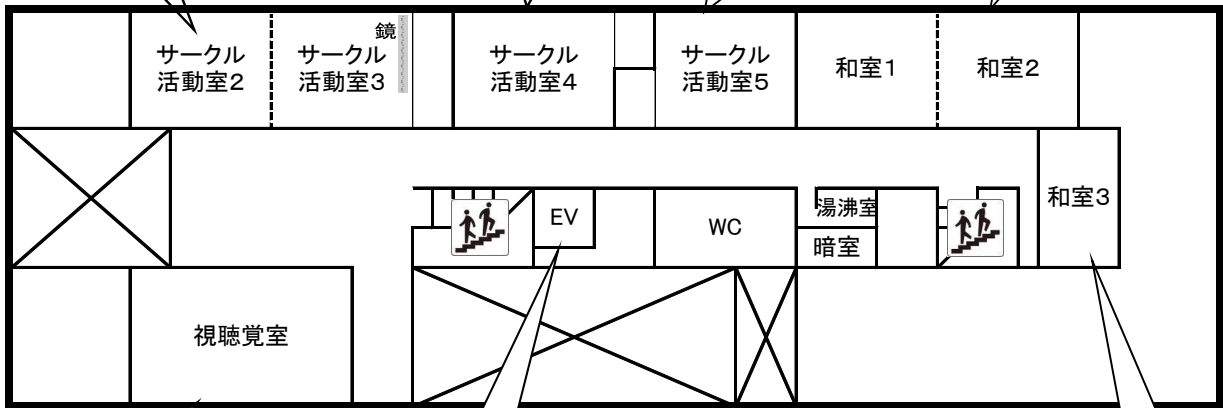 鏡
サークル
活動室2
サークル
活動室3
サークル
活動室4
サークル
活動室5
和室1
和室2
和室3
EV
WC
湯沸室
暗室
視聴覚室